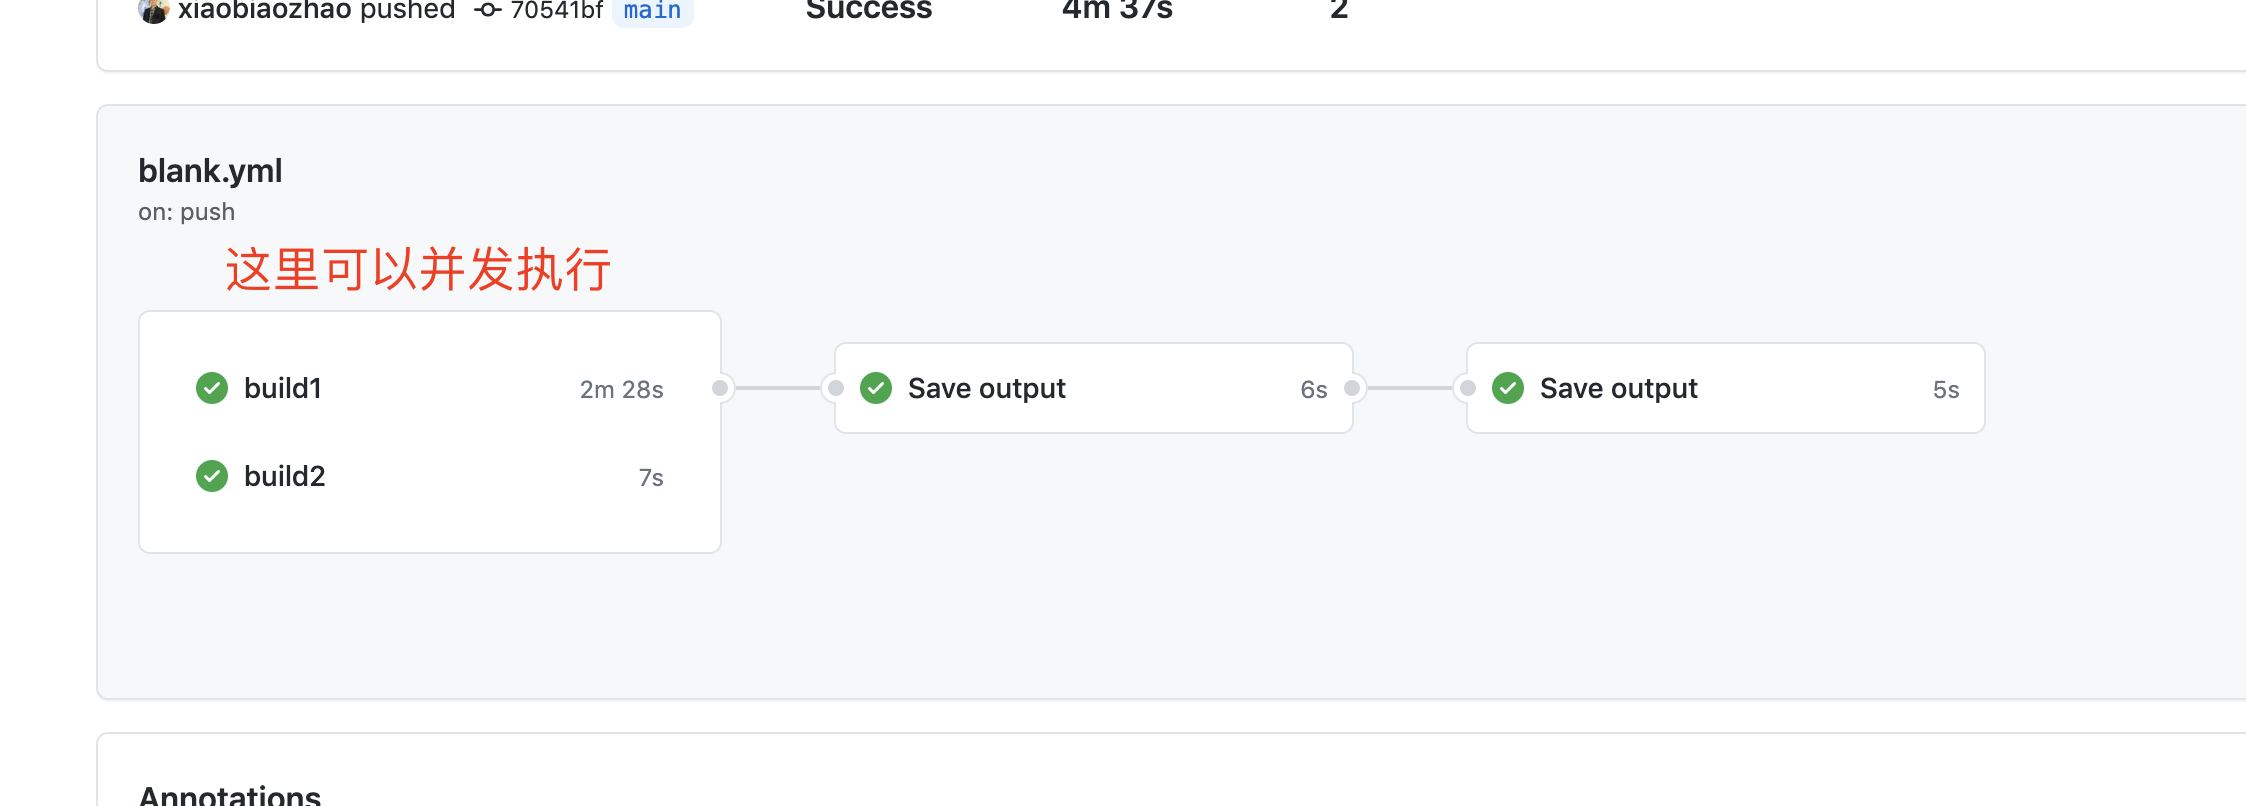 xiaobiaozhao pushed 70541bf main Success 4m 37s 2
blank.yml
on: push
这里可以并发执行
build1 2m 28s
Save output 6s
Save output 5s
build2 7s
Annotations